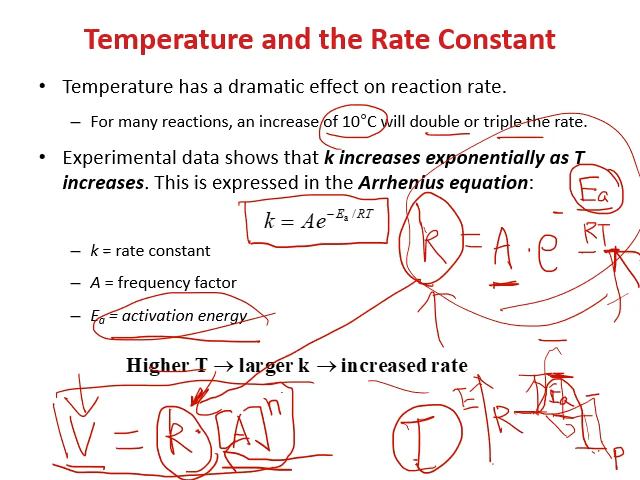 Temperature and the Rate Constant
• Temperature has a dramatic effect on reaction rate.
– For many reactions, an increase of 10°C will double or triple the rate.
• Experimental data shows that k increases exponentially as T
increases. This is expressed in the Arrhenius equation:
k = Ae^{−Ea/RT}
k = A · e^{−Ea/RT}
– k = rate constant
– A = frequency factor
– Ea = activation energy
Higher T → larger k → increased rate
V = k · [A]^n
I
E
R
Ea
P